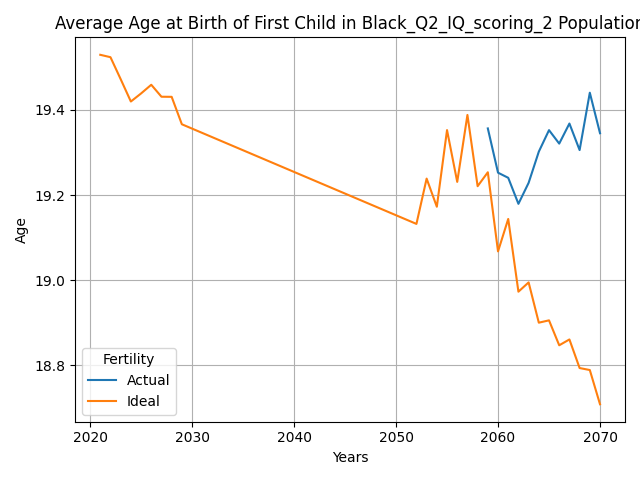 Average Age at Birth of First Child in Black_Q2_IQ_scoring_2 Population
19.4
19.2
19.0
18.8
Age
Fertility
Actual
Ideal
2020 2030 2040 2050 2060 2070
Years